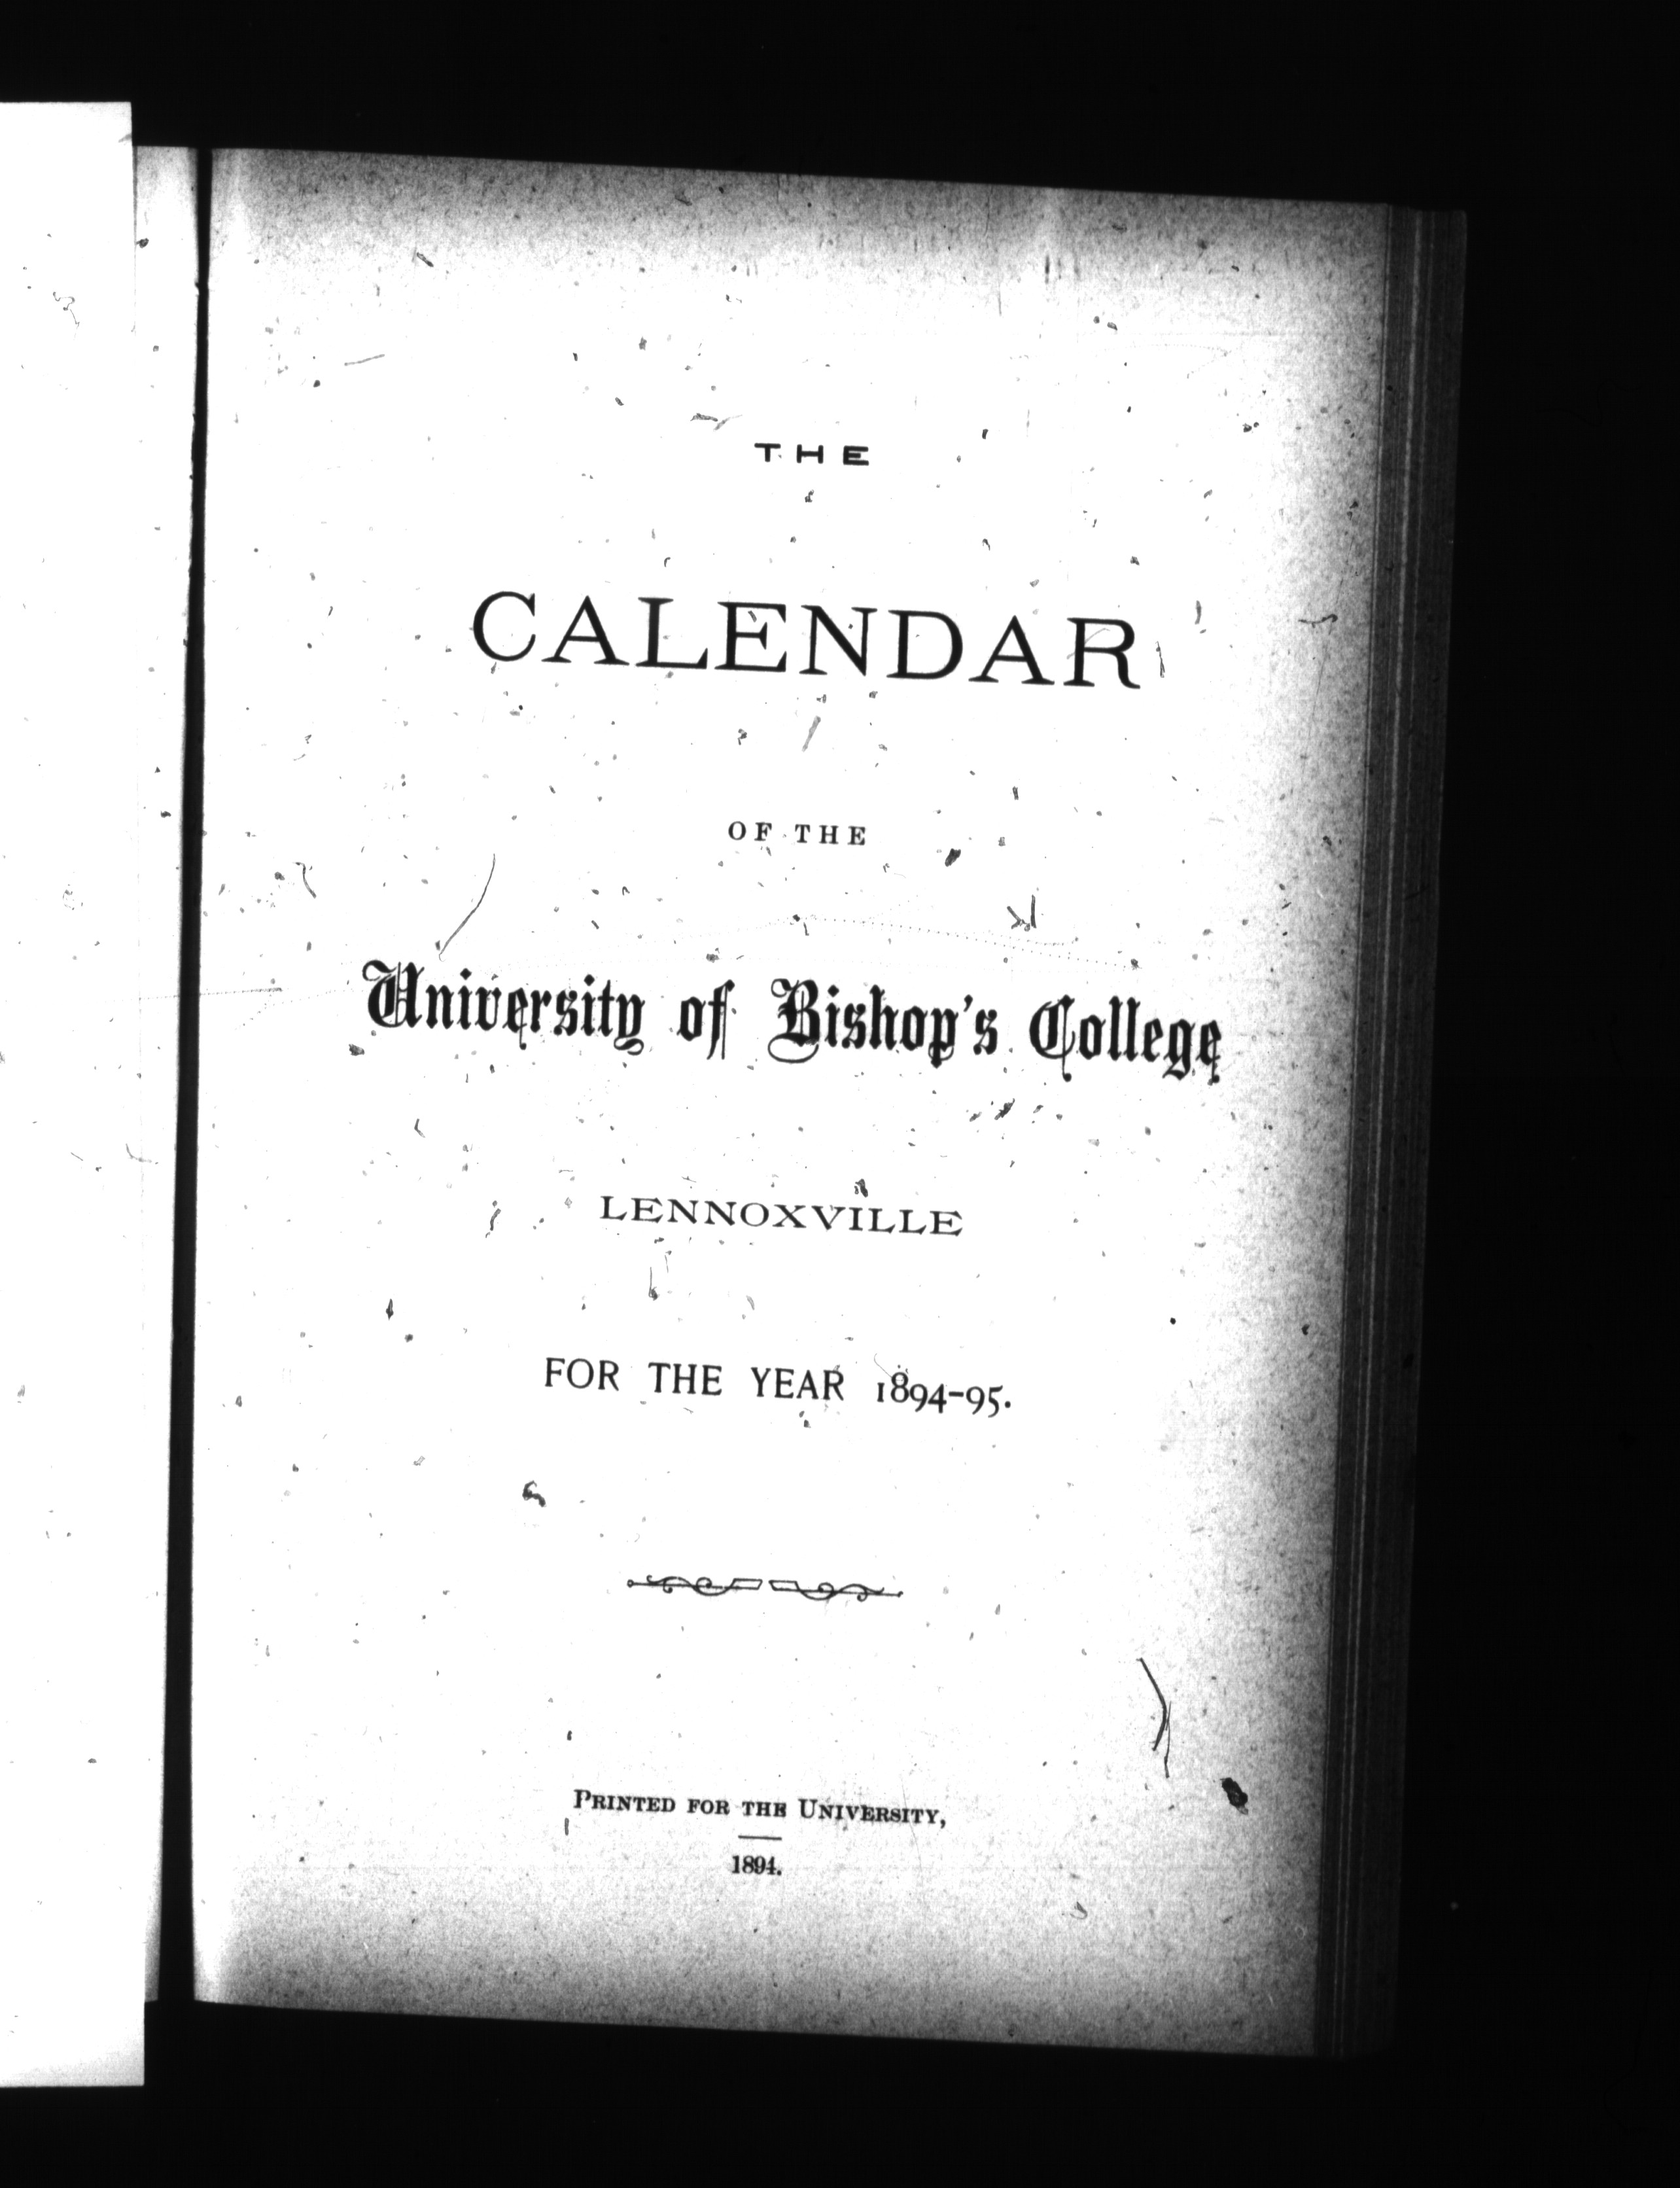 THE
CALENDAR
OF THE
University of Bishop's College
LENNOXVILLE
FOR THE YEAR 1894-95.
PRINTED FOR THE UNIVERSITY,
1894.